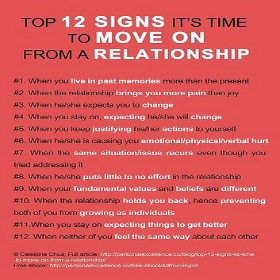 TOP 12 SIGNS IT'S TIME
TO MOVE ON
FROM A RELATIONSHIP
#1. When you live in past memories more than the present
#2. When the relationship brings you more pain than joy
#3. When he/she expects you to change
#4. When you stay on, expecting he/she will change
#5. When you keep justifying his/her actions to yourself
#6. When he/she is causing you emotional/physical/verbal hurt
#7. When the same situation/issue recurs even though you
tried addressing it
#8. When he/she puts little to no effort in the relationship
#9. When your fundamental values and beliefs are different
#10. When the relationship holds you back, hence preventing
both of you from growing as individuals
#11.When you stay on expecting things to get better
#12. When neither of you feel the same way about each other
© Celestine Chua; Full article: http://personalexcellence.co/blog/top-12-signs-its-time
-to-move-on-from-a-relationship/
Free ebook: http://personalexcellence.co/free-ebooks/moveon